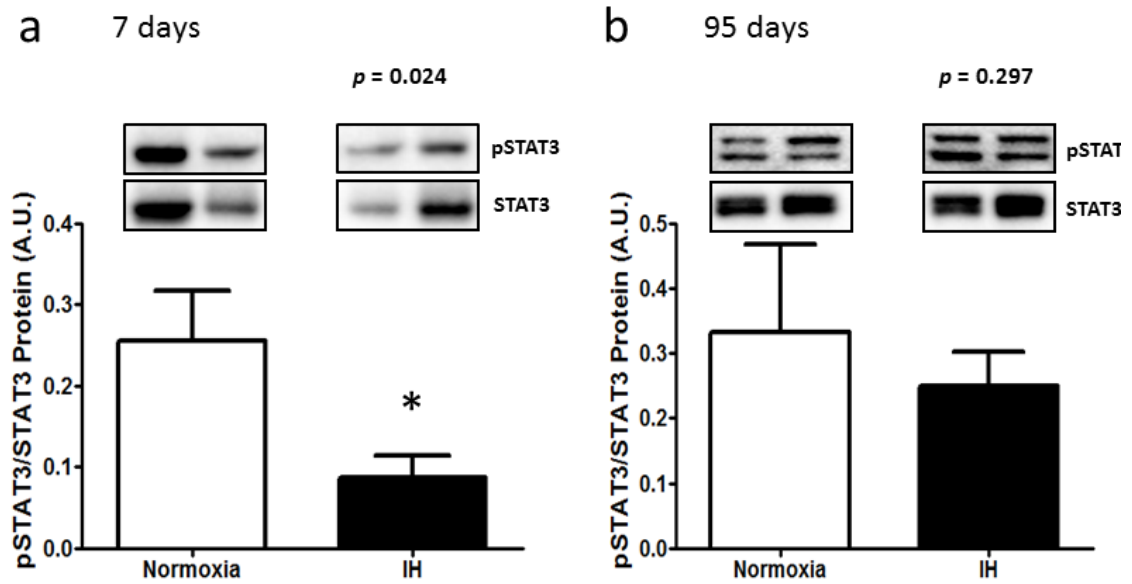 a 7 days
p = 0.024
pSTAT3
STAT3
pSTAT3/STAT3 Protein (A.U.)
0.4
0.3
0.2
0.1
0.0
*
Normoxia IH
b 95 days
p = 0.297
pSTAT
STAT3
pSTAT3/STAT3 Protein (A.U.)
0.5
0.4
0.3
0.2
0.1
0.0
Normoxia IH